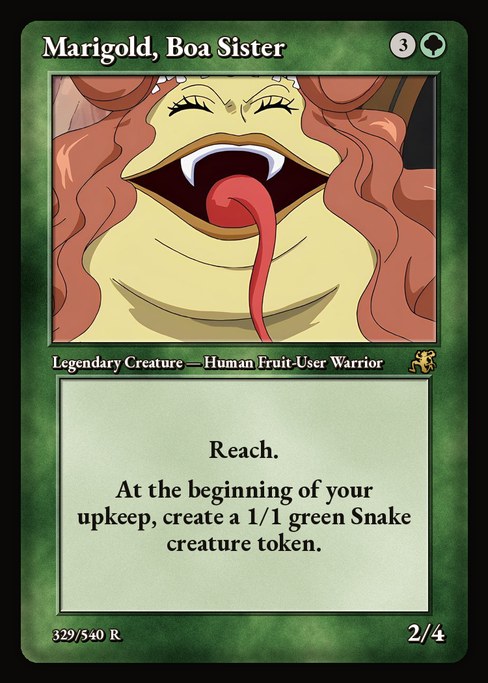 Marigold, Boa Sister
3
Legendary Creature — Human Fruit-User Warrior
Reach.
At the beginning of your
upkeep, create a 1/1 green Snake
creature token.
329/540 R
2/4